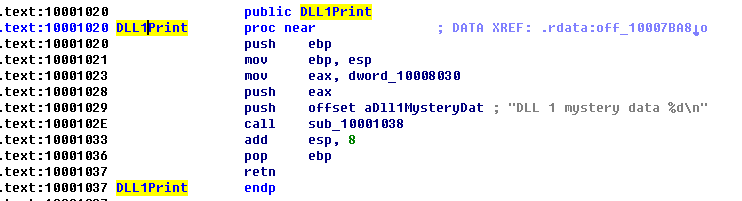 .text:10001020 public DLL1Print
.text:10001020 DLL1Print proc near ; DATA XREF: .rdata:off_10007BA8↓o
.text:10001020 push ebp
.text:10001021 mov ebp, esp
.text:10001023 mov eax, dword_10008030
.text:10001028 push eax
.text:10001029 push offset aDll1MysteryDat ; "DLL 1 mystery data %d\n"
.text:1000102E call sub_10001038
.text:10001033 add esp, 8
.text:10001036 pop ebp
.text:10001037 retn
.text:10001037 DLL1Print endp